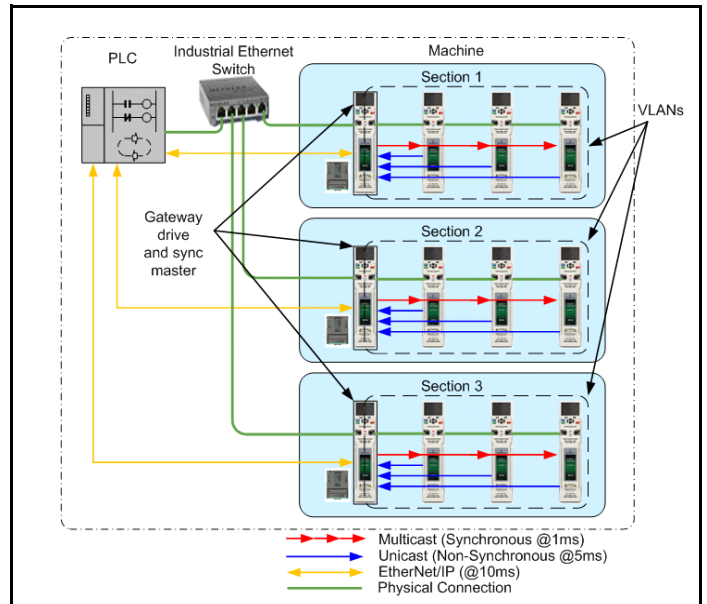 PLC
Industrial Ethernet
Switch
Machine
Section 1
VLANs
Gateway
drive
and sync
master
Section 2
Section 3
Multicast (Synchronous @1ms)
Unicast (Non-Synchronous @5ms)
EtherNet/IP (@10ms)
Physical Connection